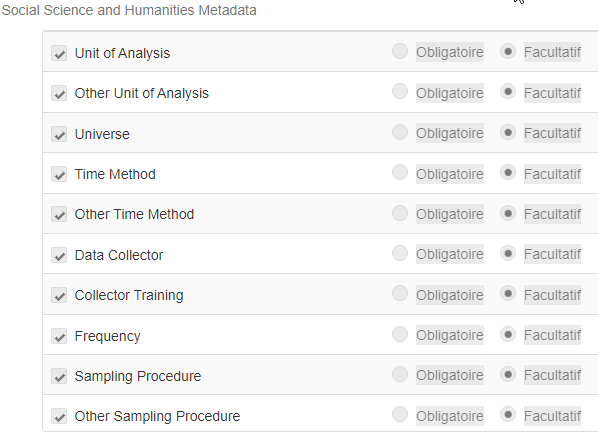 Social Science and Humanities Metadata
Unit of Analysis Obligatoire Facultatif
Other Unit of Analysis Obligatoire Facultatif
Universe Obligatoire Facultatif
Time Method Obligatoire Facultatif
Other Time Method Obligatoire Facultatif
Data Collector Obligatoire Facultatif
Collector Training Obligatoire Facultatif
Frequency Obligatoire Facultatif
Sampling Procedure Obligatoire Facultatif
Other Sampling Procedure Obligatoire Facultatif